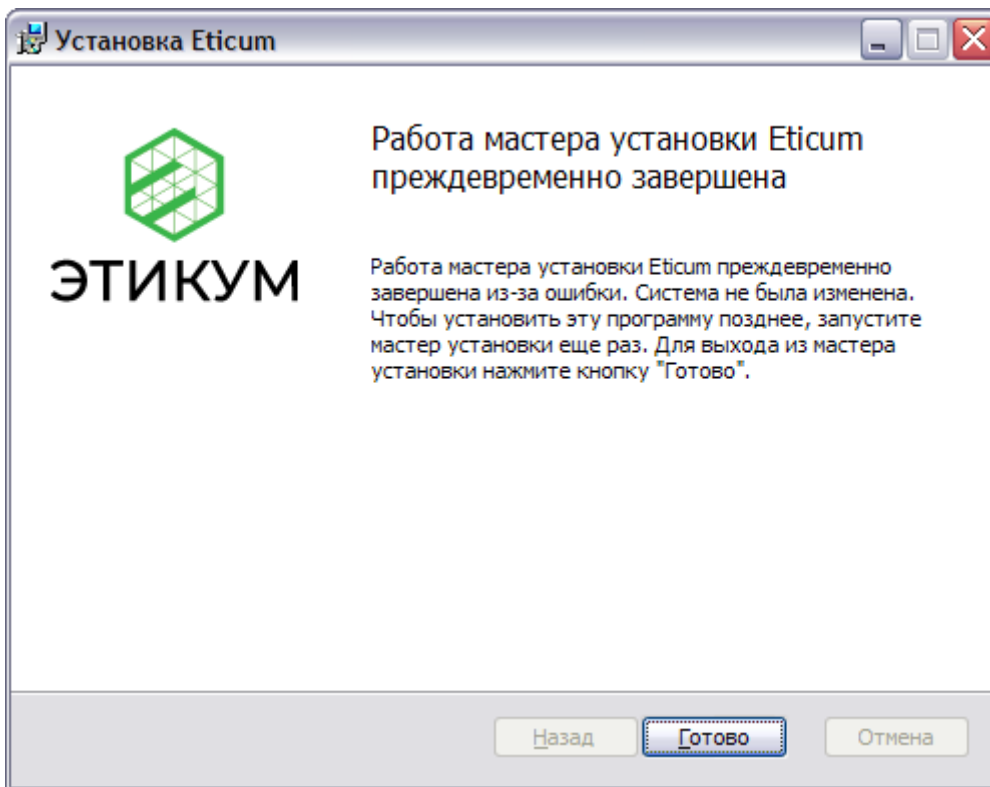 Установка Eticum
Работа мастера установки Eticum
преждевременно завершена
ЭТИКУМ
Работа мастера установки Eticum преждевременно
завершена из-за ошибки. Система не была изменена.
Чтобы установить эту программу позднее, запустите
мастер установки еще раз. Для выхода из мастера
установки нажмите кнопку "Готово".
Назад
Готово
Отмена